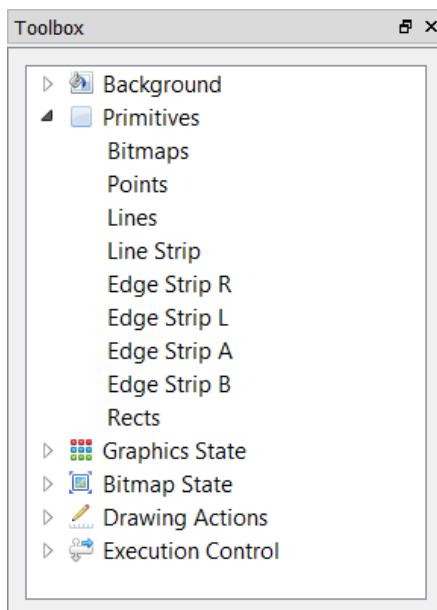 Toolbox
Background
Primitives
Bitmaps
Points
Lines
Line Strip
Edge Strip R
Edge Strip L
Edge Strip A
Edge Strip B
Rects
Graphics State
Bitmap State
Drawing Actions
Execution Control